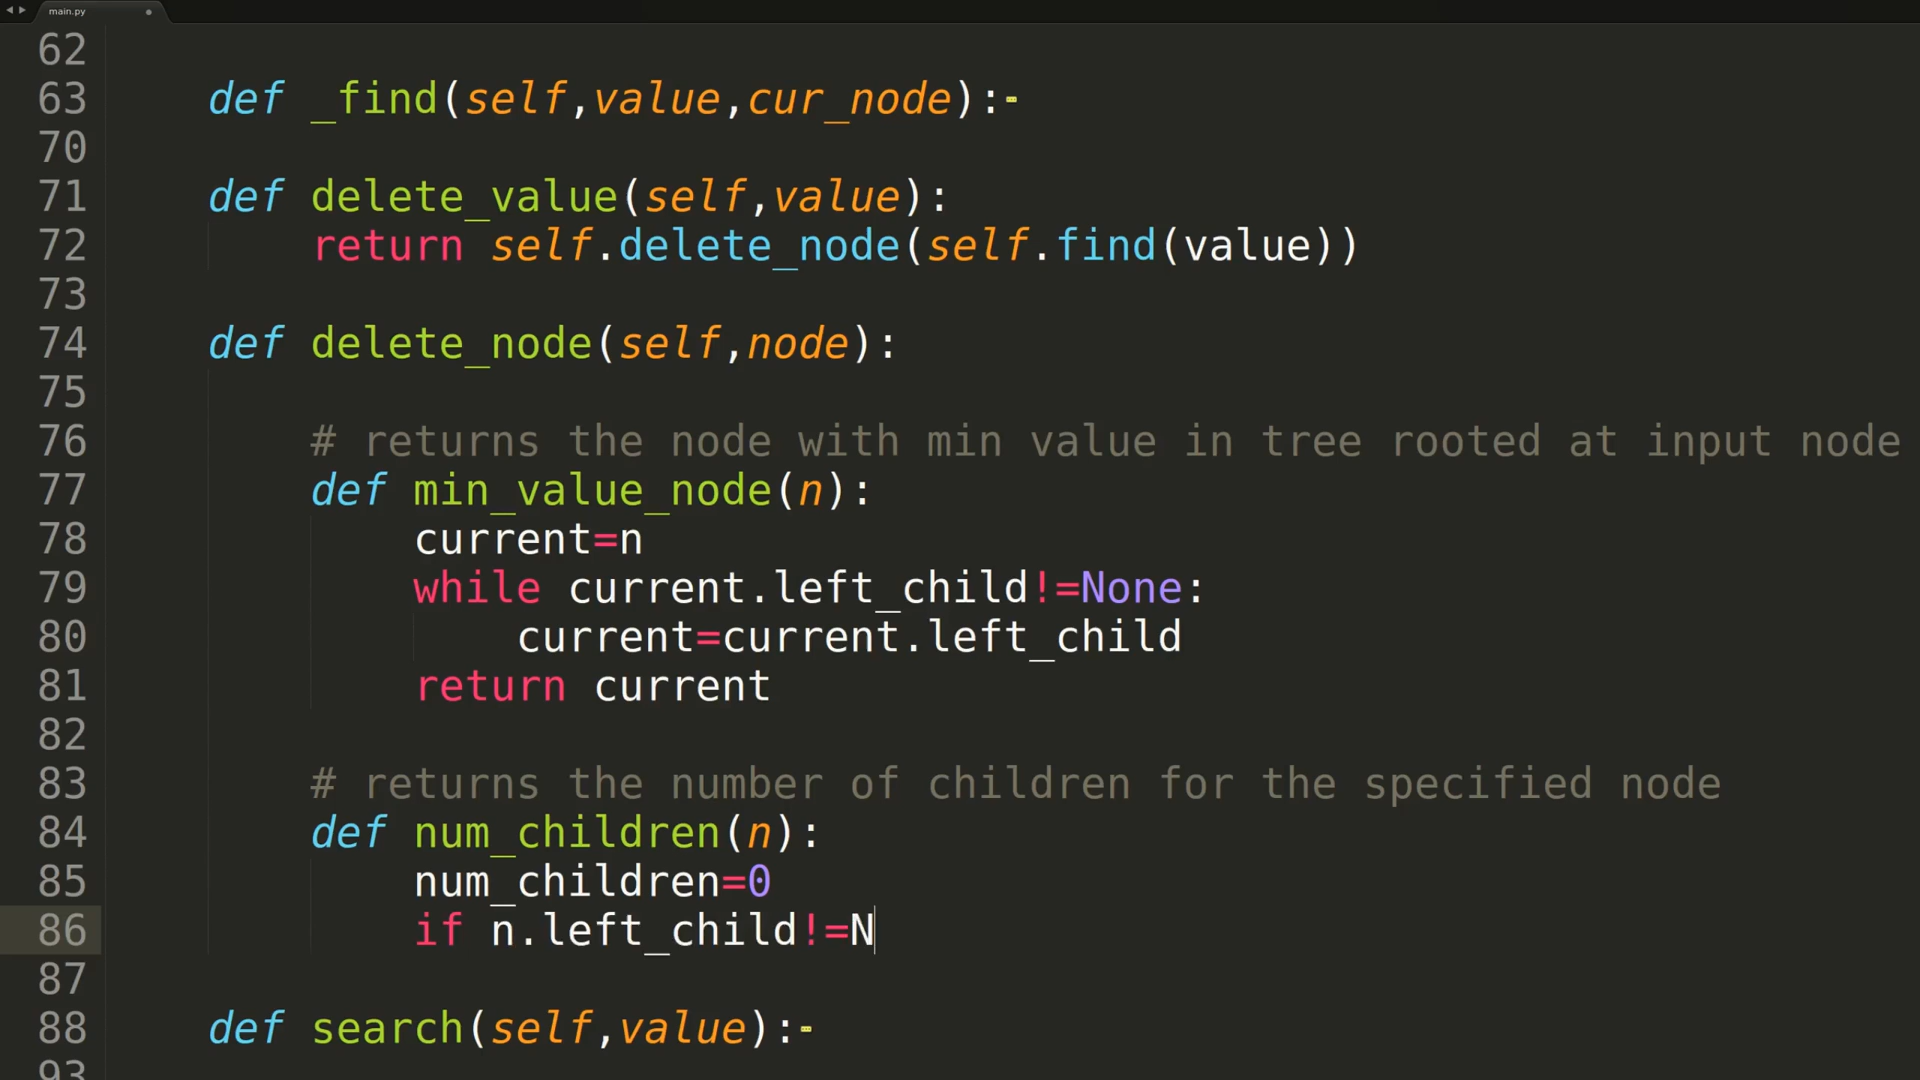 main.py
62
63 def _find(self,value,cur_node):
70
71 def delete_value(self,value):
72 return self.delete_node(self.find(value))
73
74 def delete_node(self,node):
75
76 # returns the node with min value in tree rooted at input node
77 def min_value_node(n):
78 current=n
79 while current.left_child!=None:
80 current=current.left_child
81 return current
82
83 # returns the number of children for the specified node
84 def num_children(n):
85 num_children=0
86 if n.left_child!=N
87
88 def search(self,value):
93